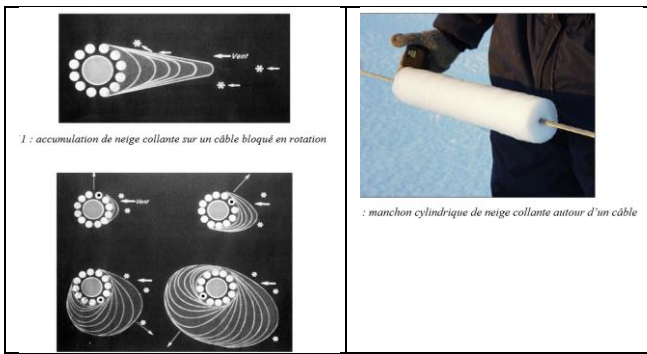 Vent
1 : accumulation de neige collante sur un câble bloqué en rotation
Vent
: manchon cylindrique de neige collante autour d'un câble